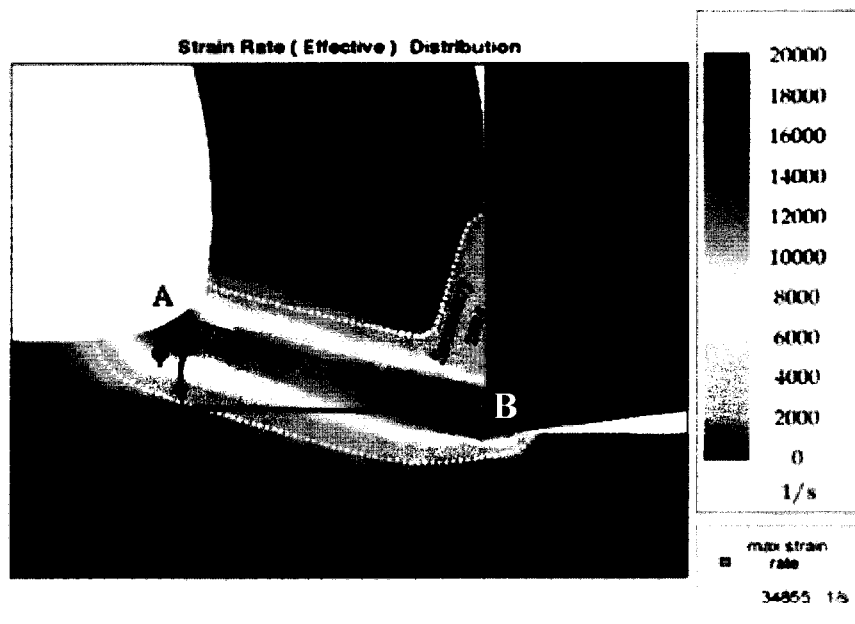 Strain Rate ( Effective ) Distribution
A
B
20000
18000
16000
14000
12000
10000
8000
6000
4000
2000
0
1/s
max strain
rate
34855 1/s